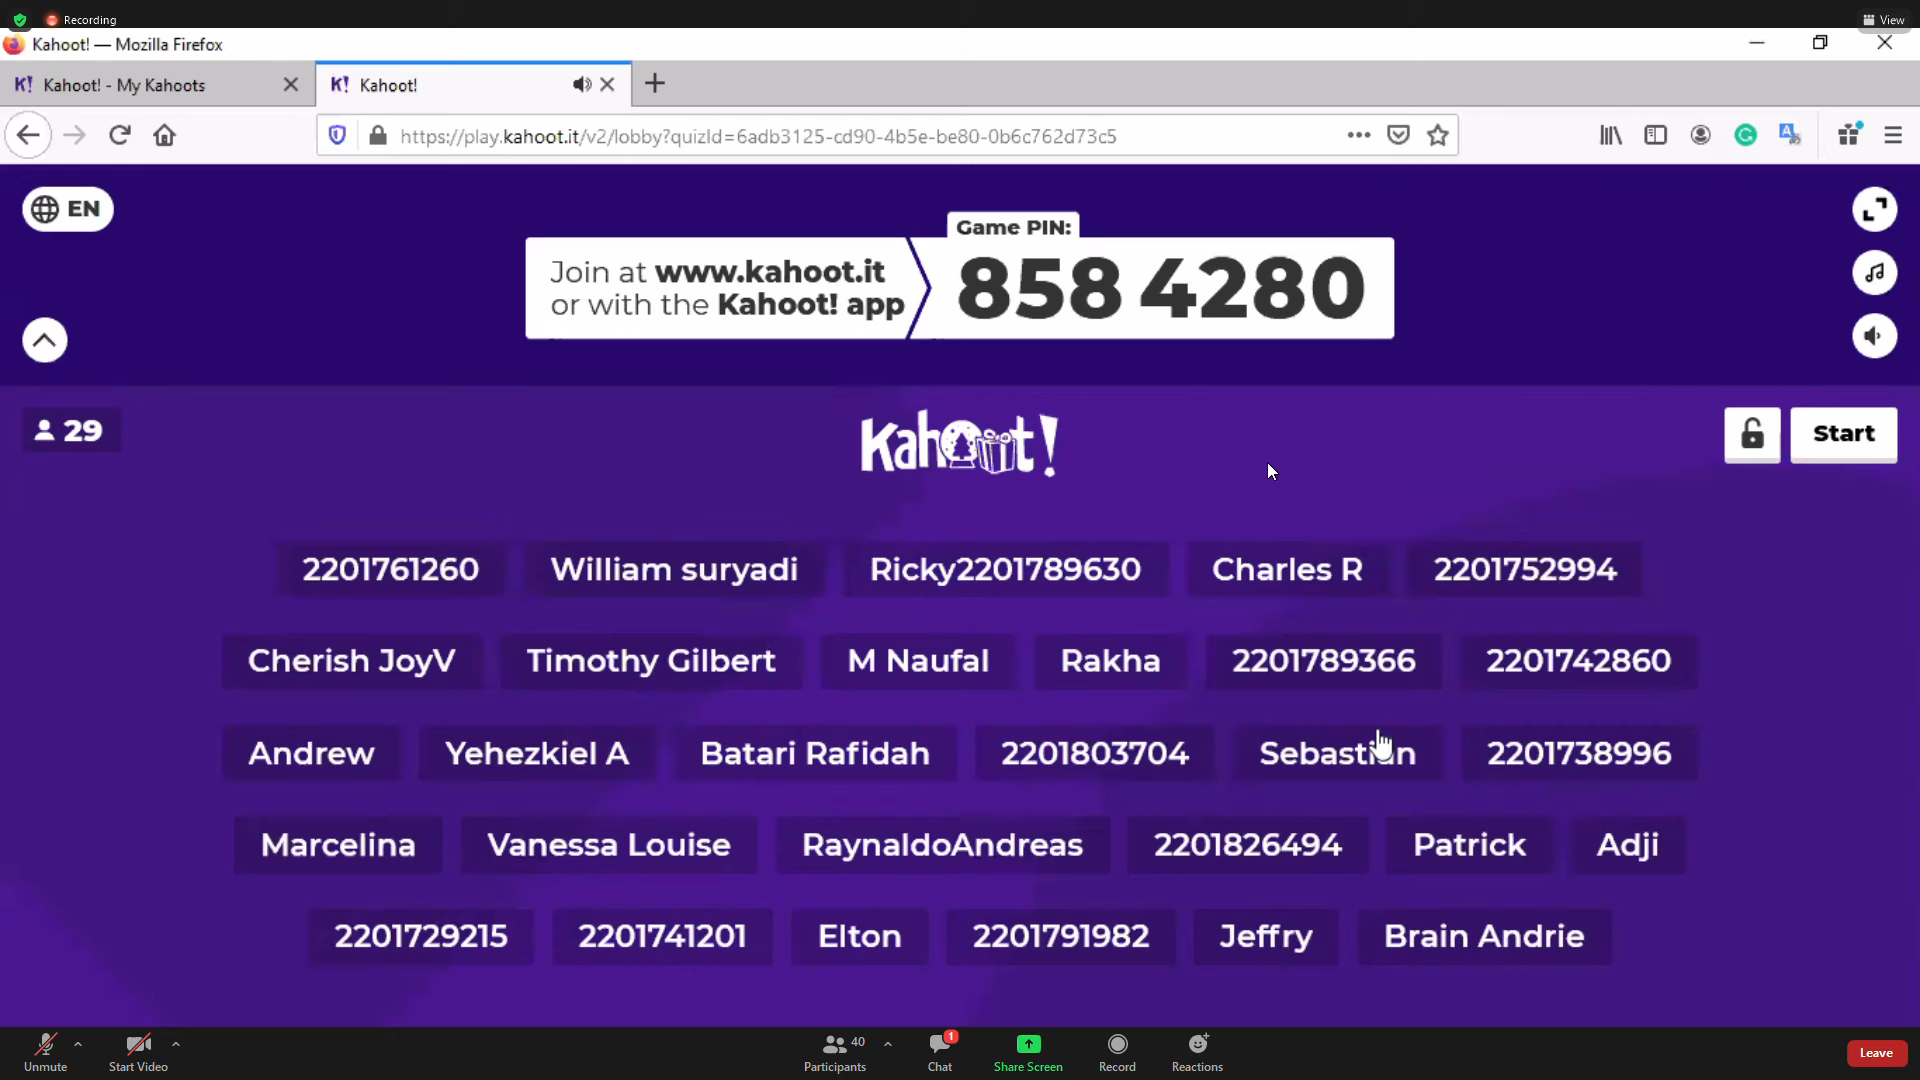 Recording
View
Kahoot! — Mozilla Firefox
K! Kahoot! - My Kahoots
K! Kahoot!
https://play.kahoot.it/v2/lobby?quizId=6adb3125-cd90-4b5e-be80-0b6c762d73c5
EN
Game PIN:
Join at www.kahoot.it
or with the Kahoot! app
858 4280
29
Kahoot!
Start
2201761260 William suryadi Ricky2201789630 Charles R 2201752994
Cherish JoyV Timothy Gilbert M Naufal Rakha 2201789366 2201742860
Andrew Yehezkiel A Batari Rafidah 2201803704 Sebastian 2201738996
Marcelina Vanessa Louise RaynaldoAndreas 2201826494 Patrick Adji
2201729215 2201741201 Elton 2201791982 Jeffry Brain Andrie
40
1
Unmute Start Video Participants Chat Share Screen Record Reactions Leave